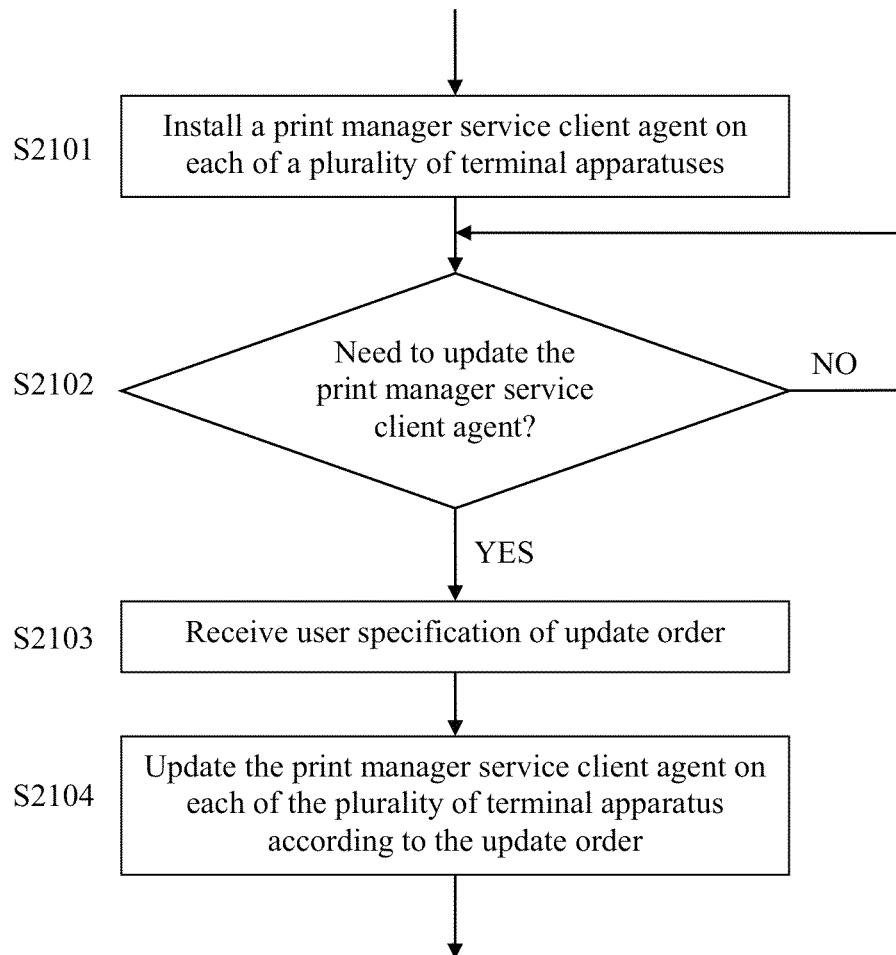 S2101
Install a print manager service client agent on
each of a plurality of terminal apparatuses
S2102
Need to update the
print manager service
client agent?
NO
YES
S2103
Receive user specification of update order
S2104
Update the print manager service client agent on
each of the plurality of terminal apparatus
according to the update order